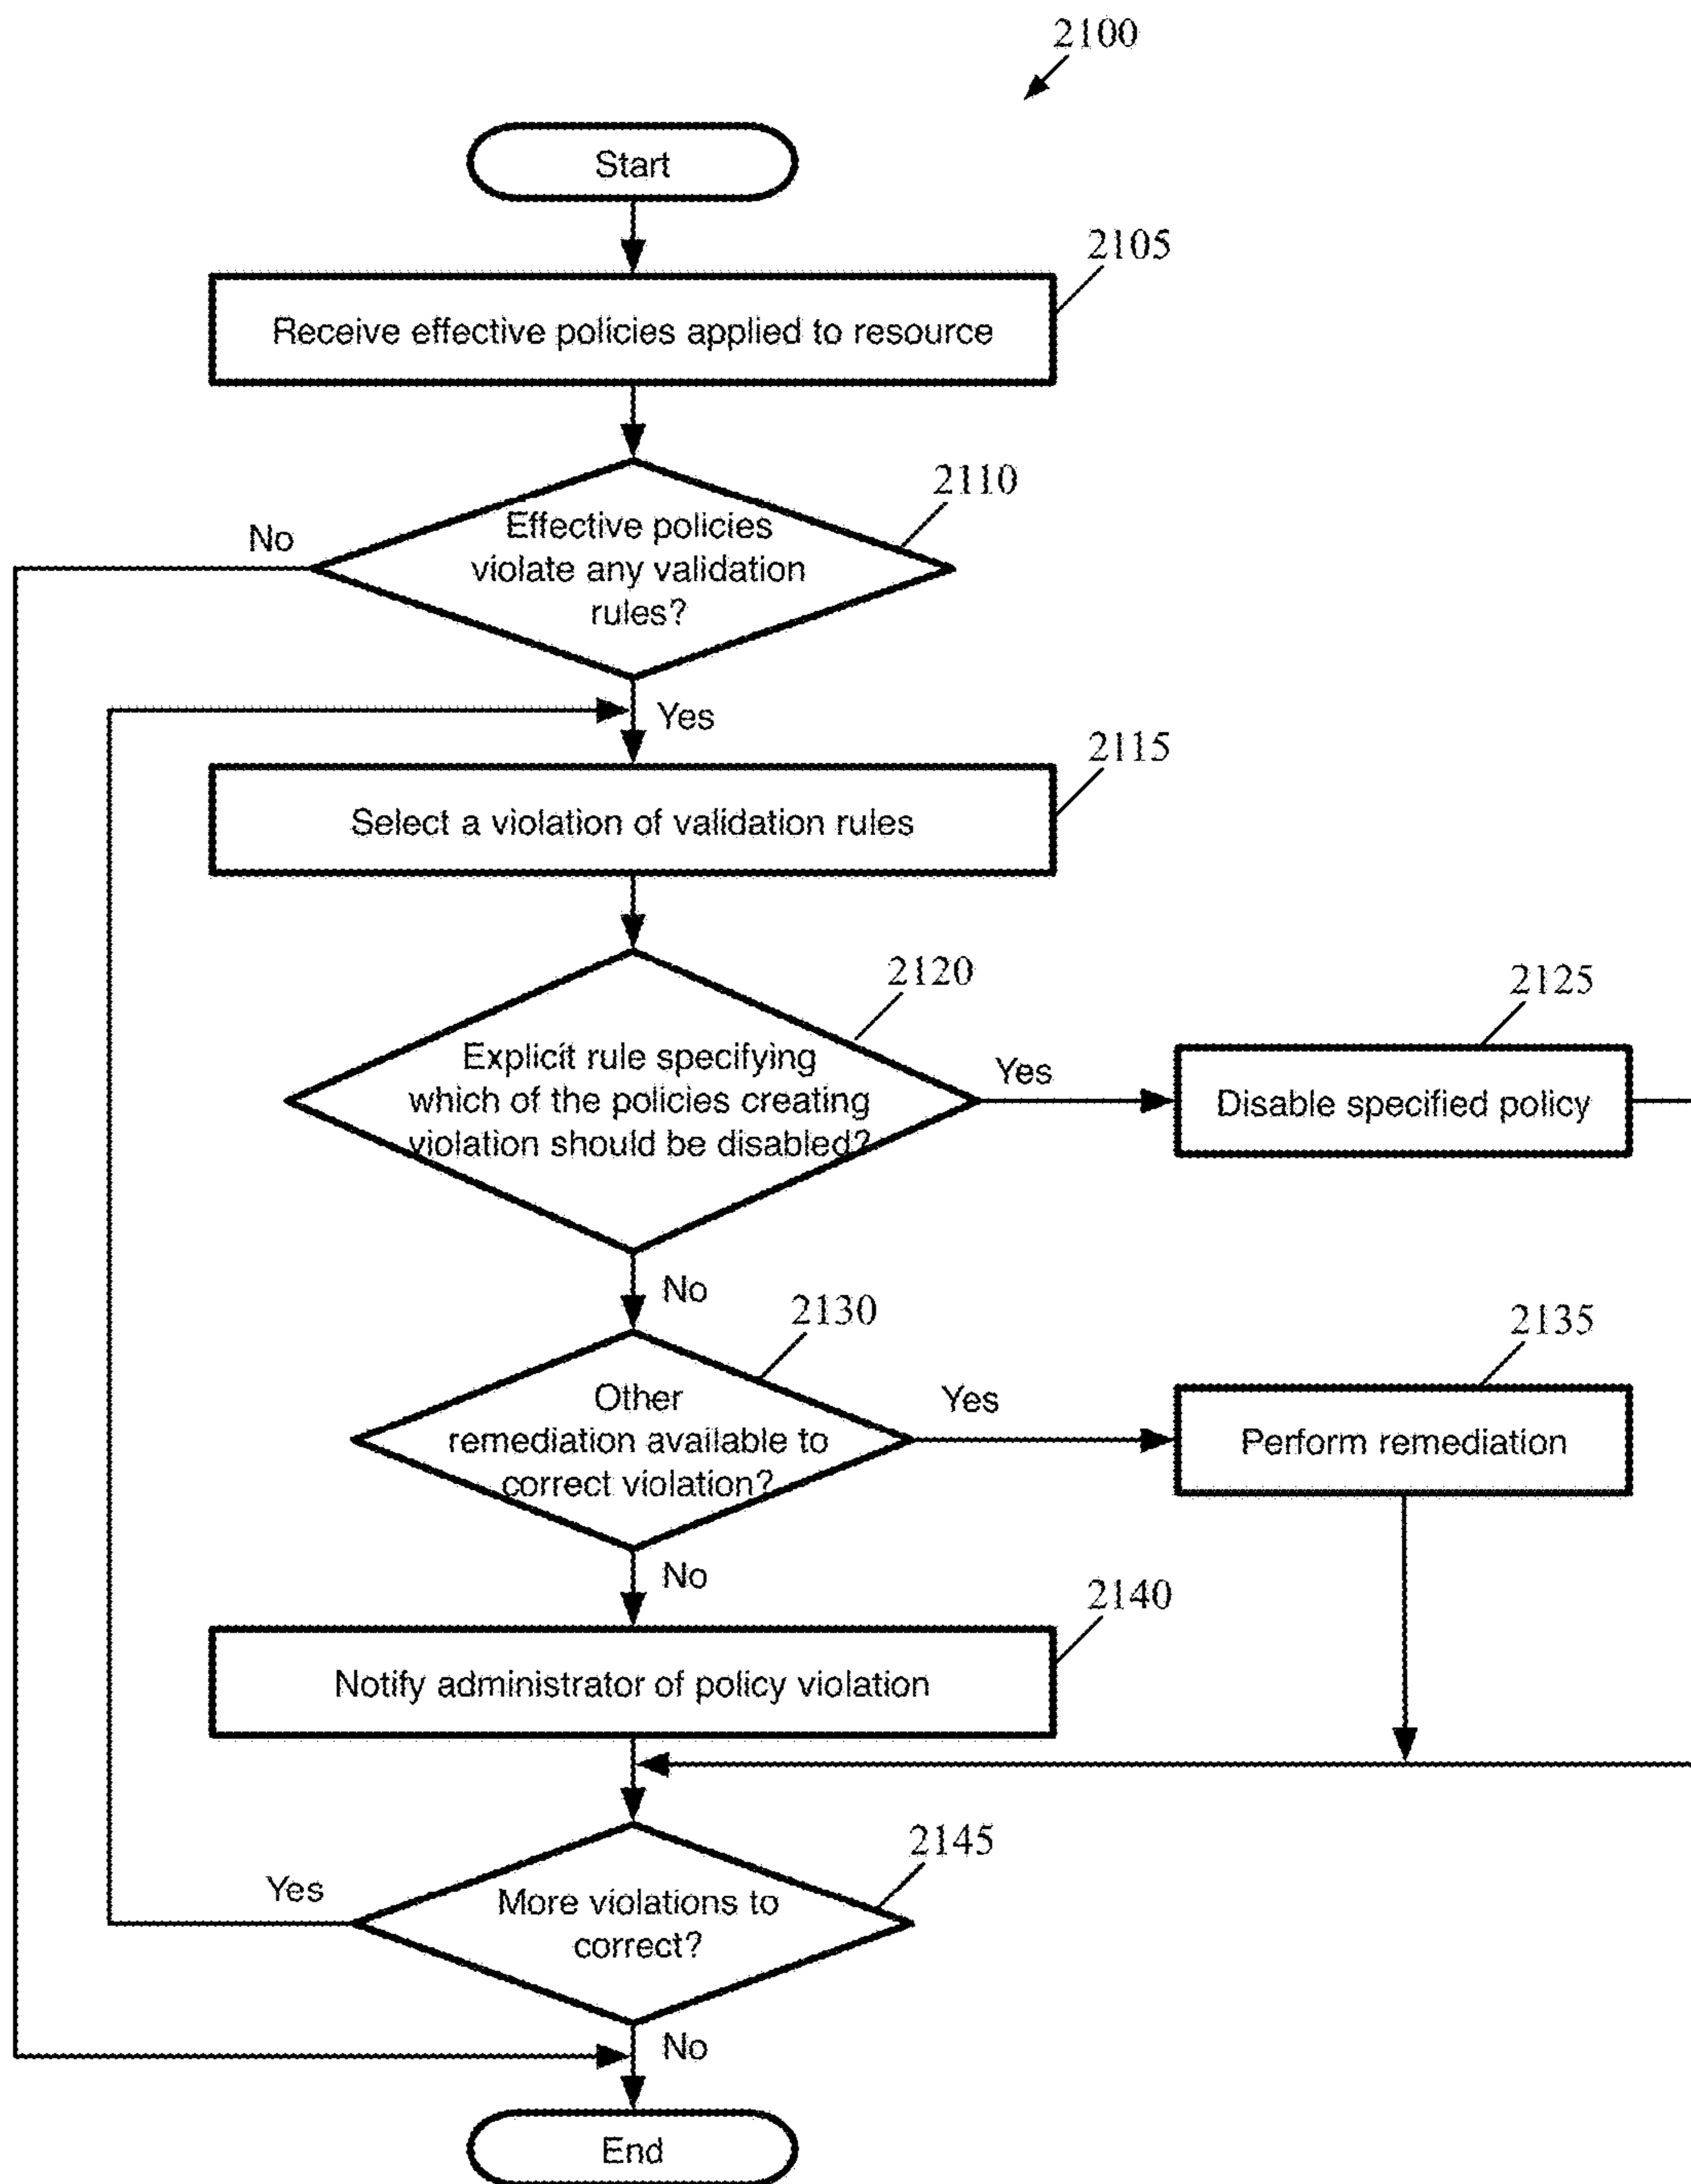 2100
Start
2105
Receive effective policies applied to resource
2110
Effective policies
violate any validation
rules?
No
Yes
2115
Select a violation of validation rules
2120
Explicit rule specifying
which of the policies creating
violation should be disabled?
Yes
2125
Disable specified policy
No
2130
Other
remediation available to
correct violation?
Yes
2135
Perform remediation
No
2140
Notify administrator of policy violation
2145
More violations to
correct?
Yes
No
End